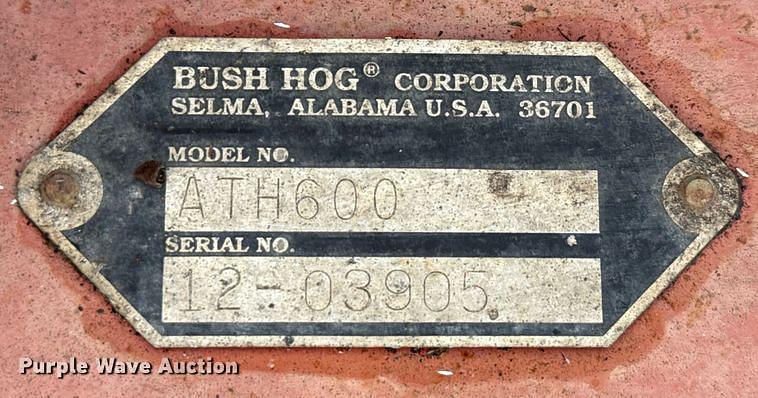 BUSH HOG® CORPORATION
SELMA, ALABAMA U.S.A. 36701
MODEL NO.
ATH600
SERIAL NO.
12-03905
Purple Wave Auction